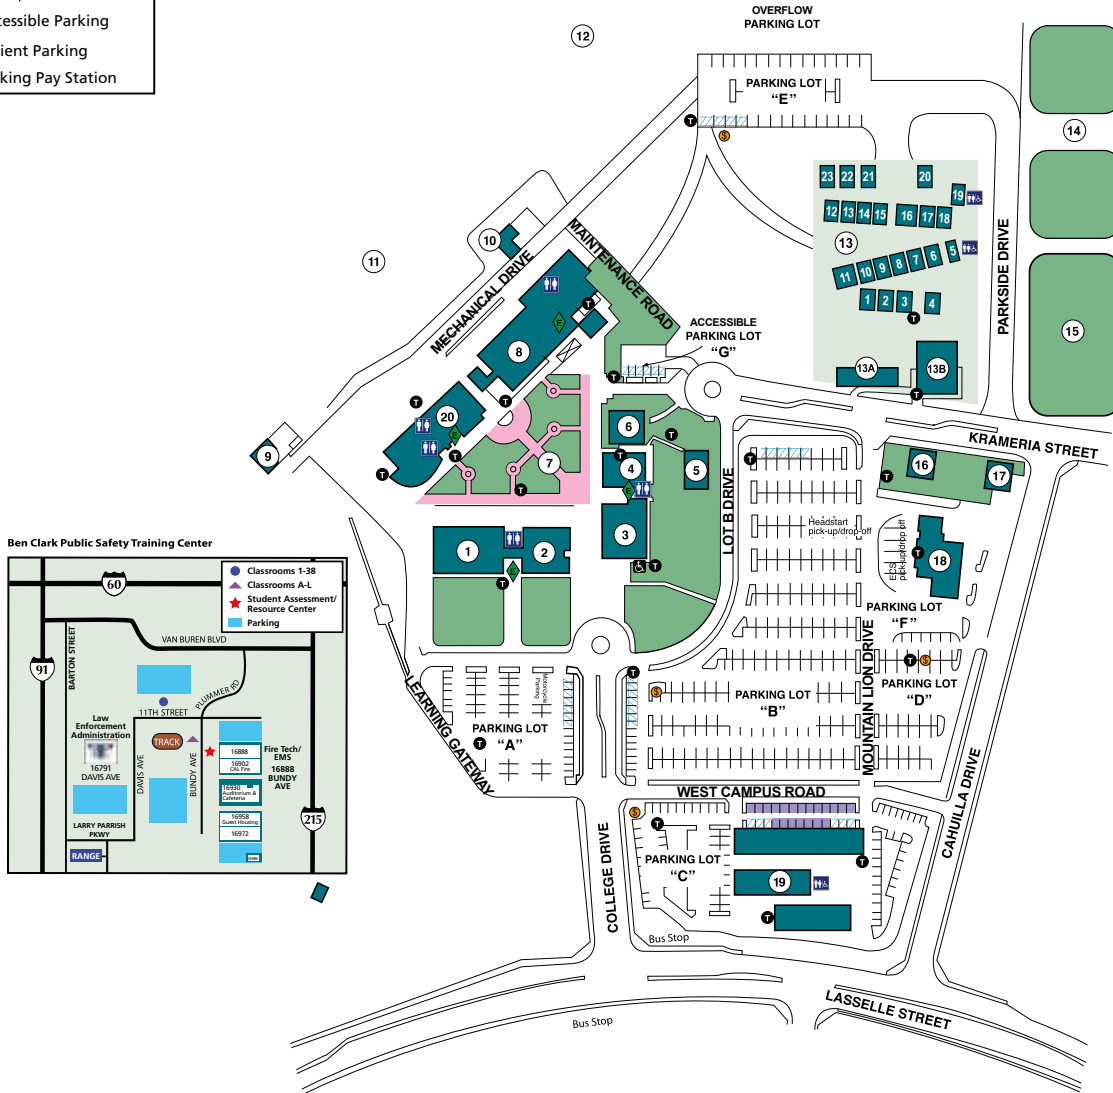 cessible Parking
ient Parking
king Pay Station
OVERFLOW
PARKING LOT
12
PARKING LOT
“E”
T
$
14
23 22 21 20
19
12 13 14 15 16 17 18
13
11 10 9 8 7 6 5
1 2 3 4
T
13A
13B
T
PARKSIDE DRIVE
15
10
11
MECHANICAL DRIVE
MAINTENANCE ROAD
T
E
8
ACCESSIBLE
PARKING LOT
“G”
T
T
T
20
E
T
T
T
7
9
6
T
T
4
5
E
3
T
LOT B DRIVE
KRAMERIA STREET
T
16
17
T
Headstart
pick-up/drop-off
ECS
pick-up/drop off
T
18
1
2
E
T
PARKING LOT
“F”
T
$
PARKING LOT
“D”
MOUNTAIN LION DRIVE
T
$
PARKING LOT
“B”
Motorcycle
Parking
PARKING LOT
“A”
T
LEARNING GATEWAY
WEST CAMPUS ROAD
CAHUILLA DRIVE
COLLEGE DRIVE
$
T
PARKING LOT
“C”
T
19
T
Bus Stop
Bus Stop
LASSELLE STREET
Ben Clark Public Safety Training Center
Classrooms 1-38
Classrooms A-L
Student Assessment/
Resource Center
Parking
60
91
215
BARTON STREET
VAN BUREN BLVD
PLUMMER RD
11TH STREET
Law
Enforcement
Administration
16791
DAVIS AVE
DAVIS AVE
TRACK
BUNDY AVE
16888
16902
CAL Fire
16930
Auditorium &
Cafeteria
16958
Guest Housing
16972
Fire Tech/
EMS
16888
BUNDY
AVE
LARRY PARRISH
PKWY
RANGE